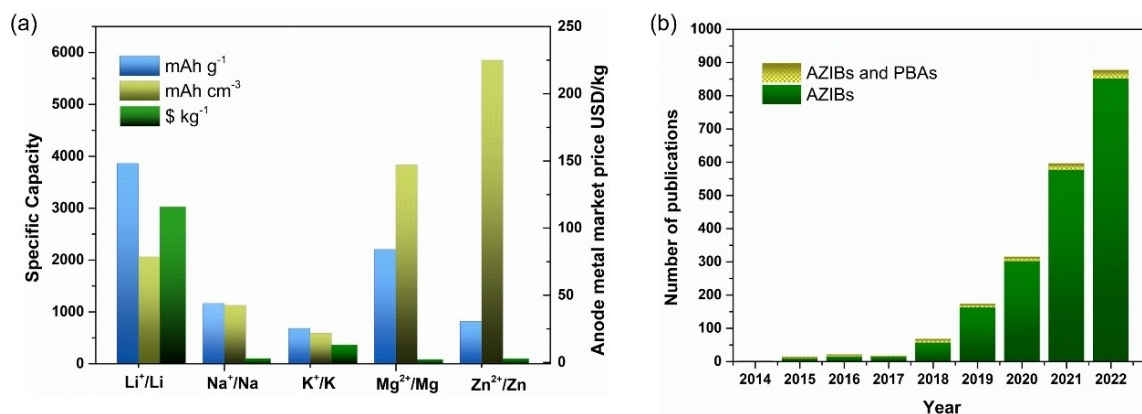 (a)
mAh g⁻¹
mAh cm⁻³
$ kg⁻¹
Specific Capacity
6000
5000
4000
3000
2000
1000
0
Anode metal market price USD/kg
250
200
150
100
50
0
Li⁺/Li Na⁺/Na K⁺/K Mg²⁺/Mg Zn²⁺/Zn
(b)
AZIBs and PBAs
AZIBs
Number of publications
1000
900
800
700
600
500
400
300
200
100
0
2014 2015 2016 2017 2018 2019 2020 2021 2022
Year